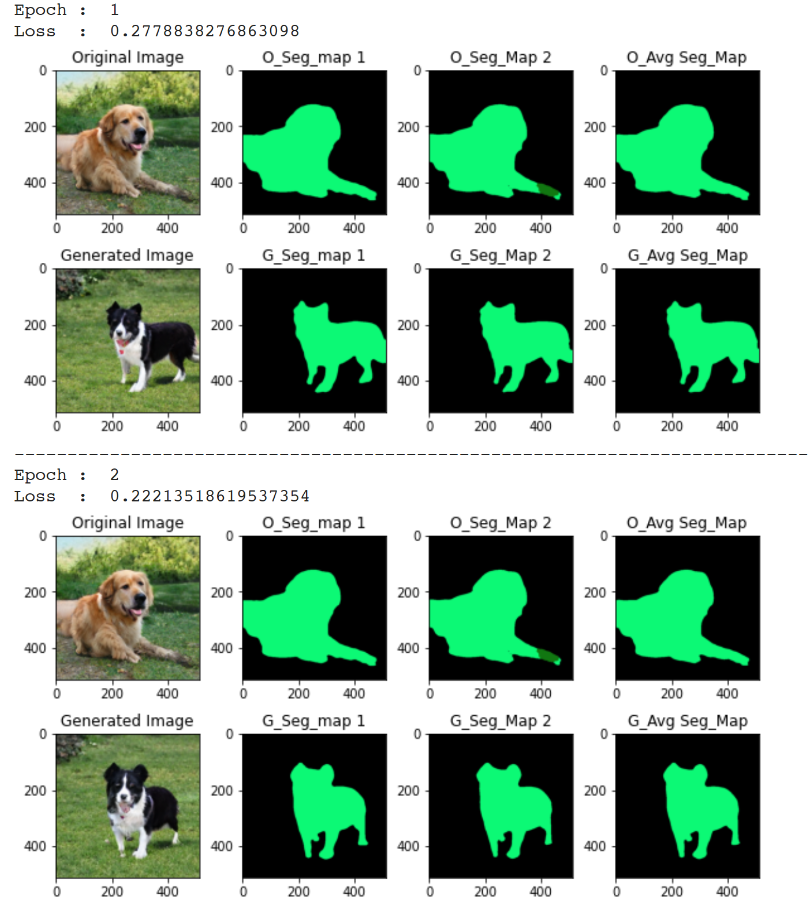 Epoch :  1
Loss  :  0.2778838276863098
Original Image O_Seg_map 1 O_Seg_Map 2 O_Avg Seg_Map
0 0 0 0
200 200 200 200
400 400 400 400
0 200 400 0 200 400 0 200 400 0 200 400
Generated Image G_Seg_map 1 G_Seg_Map 2 G_Avg Seg_Map
0 0 0 0
200 200 200 200
400 400 400 400
0 200 400 0 200 400 0 200 400 0 200 400
--------------------------------------------------------------------------------
Epoch :  2
Loss  :  0.22213518619537354
Original Image O_Seg_map 1 O_Seg_Map 2 O_Avg Seg_Map
0 0 0 0
200 200 200 200
400 400 400 400
0 200 400 0 200 400 0 200 400 0 200 400
Generated Image G_Seg_map 1 G_Seg_Map 2 G_Avg Seg_Map
0 0 0 0
200 200 200 200
400 400 400 400
0 200 400 0 200 400 0 200 400 0 200 400